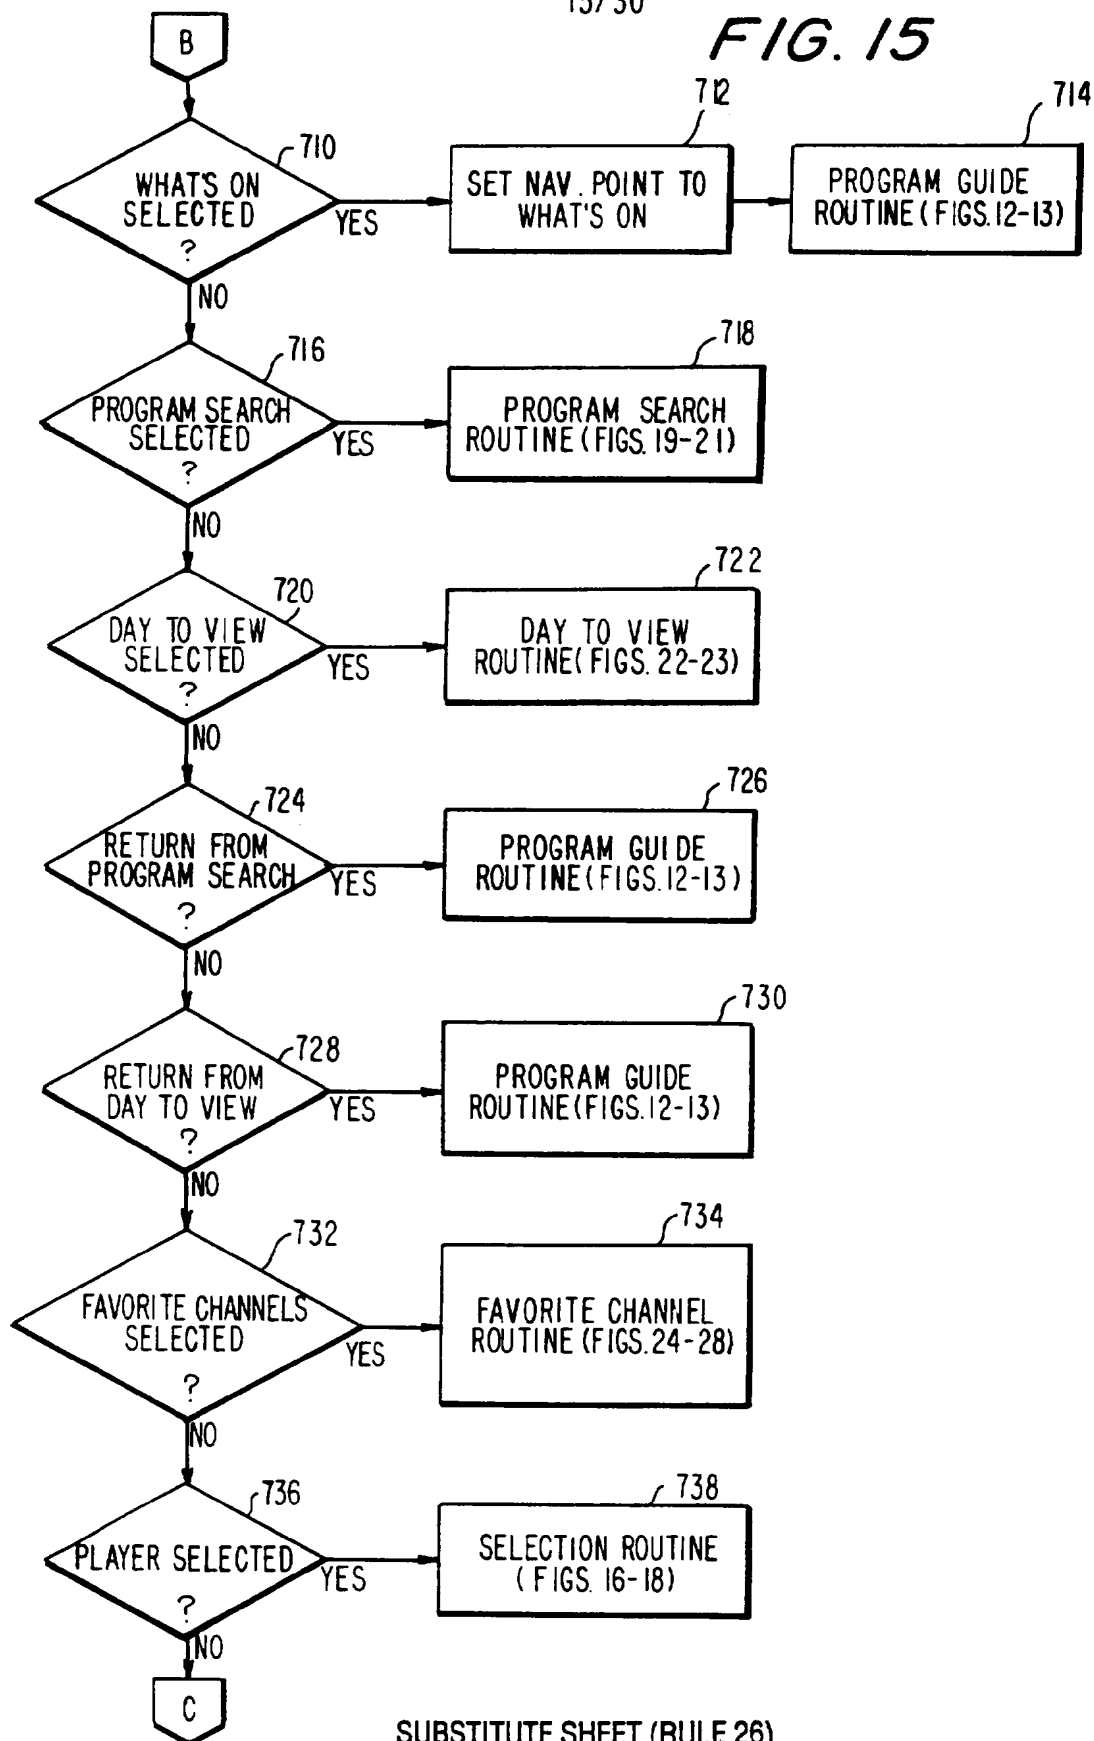 15/30
FIG. 15
B
710
WHAT'S ON
SELECTED
?
YES
NO
712
SET NAV. POINT TO
WHAT'S ON
714
PROGRAM GUIDE
ROUTINE (FIGS. 12-13)
716
PROGRAM SEARCH
SELECTED
?
YES
NO
718
PROGRAM SEARCH
ROUTINE (FIGS. 19-21)
720
DAY TO VIEW
SELECTED
?
YES
NO
722
DAY TO VIEW
ROUTINE (FIGS. 22-23)
724
RETURN FROM
PROGRAM SEARCH
?
YES
NO
726
PROGRAM GUIDE
ROUTINE (FIGS. 12-13)
728
RETURN FROM
DAY TO VIEW
?
YES
NO
730
PROGRAM GUIDE
ROUTINE (FIGS. 12-13)
732
FAVORITE CHANNELS
SELECTED
?
YES
NO
734
FAVORITE CHANNEL
ROUTINE (FIGS. 24-28)
736
PLAYER SELECTED
?
YES
NO
738
SELECTION ROUTINE
(FIGS. 16-18)
C
SUBSTITUTE SHEET (RULE 26)